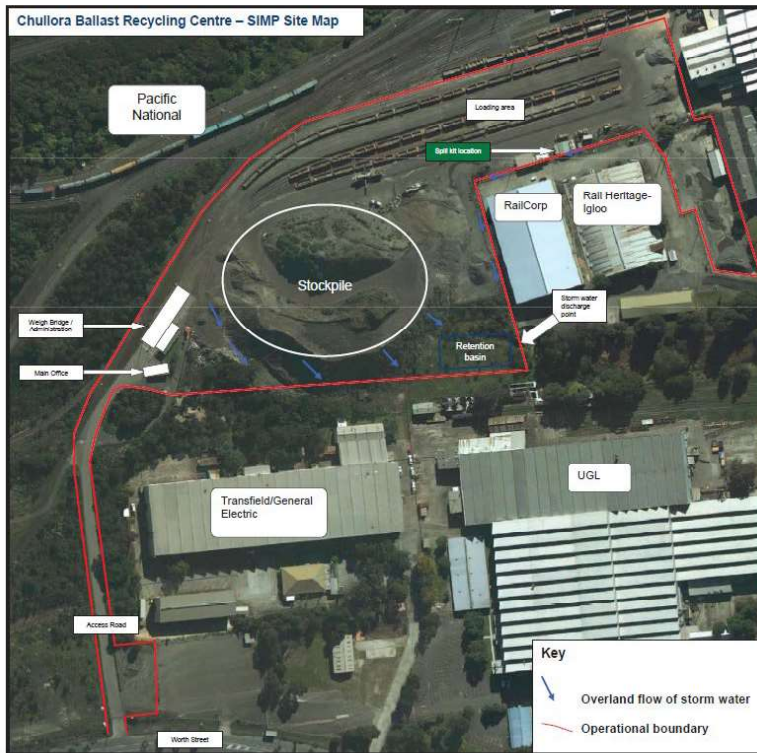 Chullora Ballast Recycling Centre – SIMP Site Map
Pacific
National
Loading area
Spill kit location
RailCorp
Rail Heritage-
Igloo
Stockpile
Storm water
discharge
point
Weigh Bridge /
Administration
Retention
basin
Main Office
Transfield/General
Electric
UGL
Access Road
Key
Overland flow of storm water
Operational boundary
Worth Street